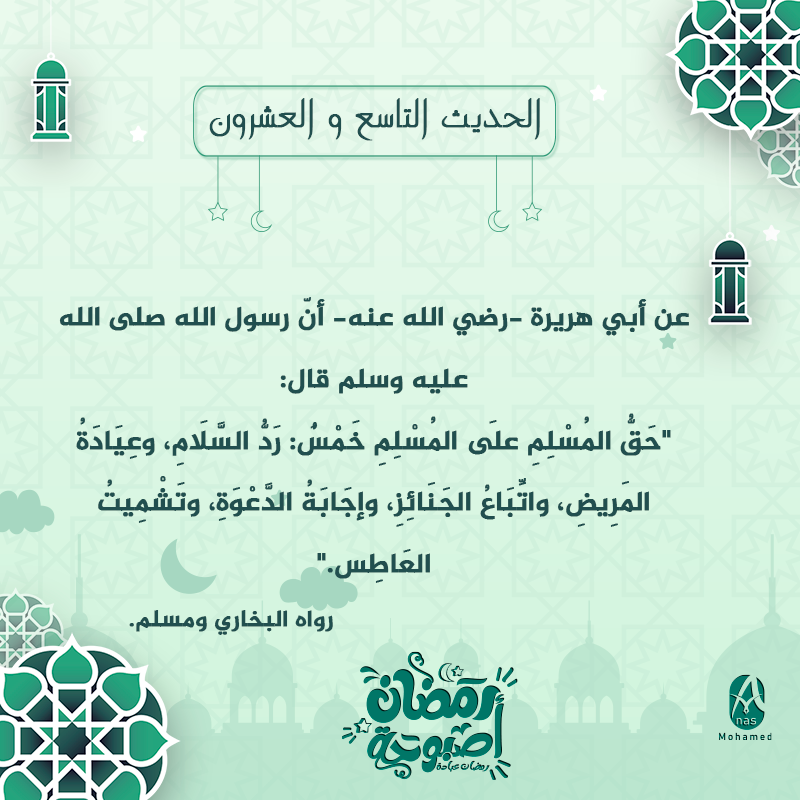 الحديث التاسع و العشرون
عن أبي هريرة -رضي الله عنه- أنّ رسول الله صلى الله
عليه وسلم قال:
"حَقُّ المُسْلِمِ علَى المُسْلِمِ خَمْسٌ: رَدُّ السَّلَامِ، وعِيَادَةُ
المَرِيضِ، واتِّبَاعُ الجَنَائِزِ، وإجَابَةُ الدَّعْوَةِ، وتَشْمِيتُ
العَاطِس."
رواه البخاري ومسلم.
رمضان
أصبوحة
رمضان عبادة
A
nas
Mohamed